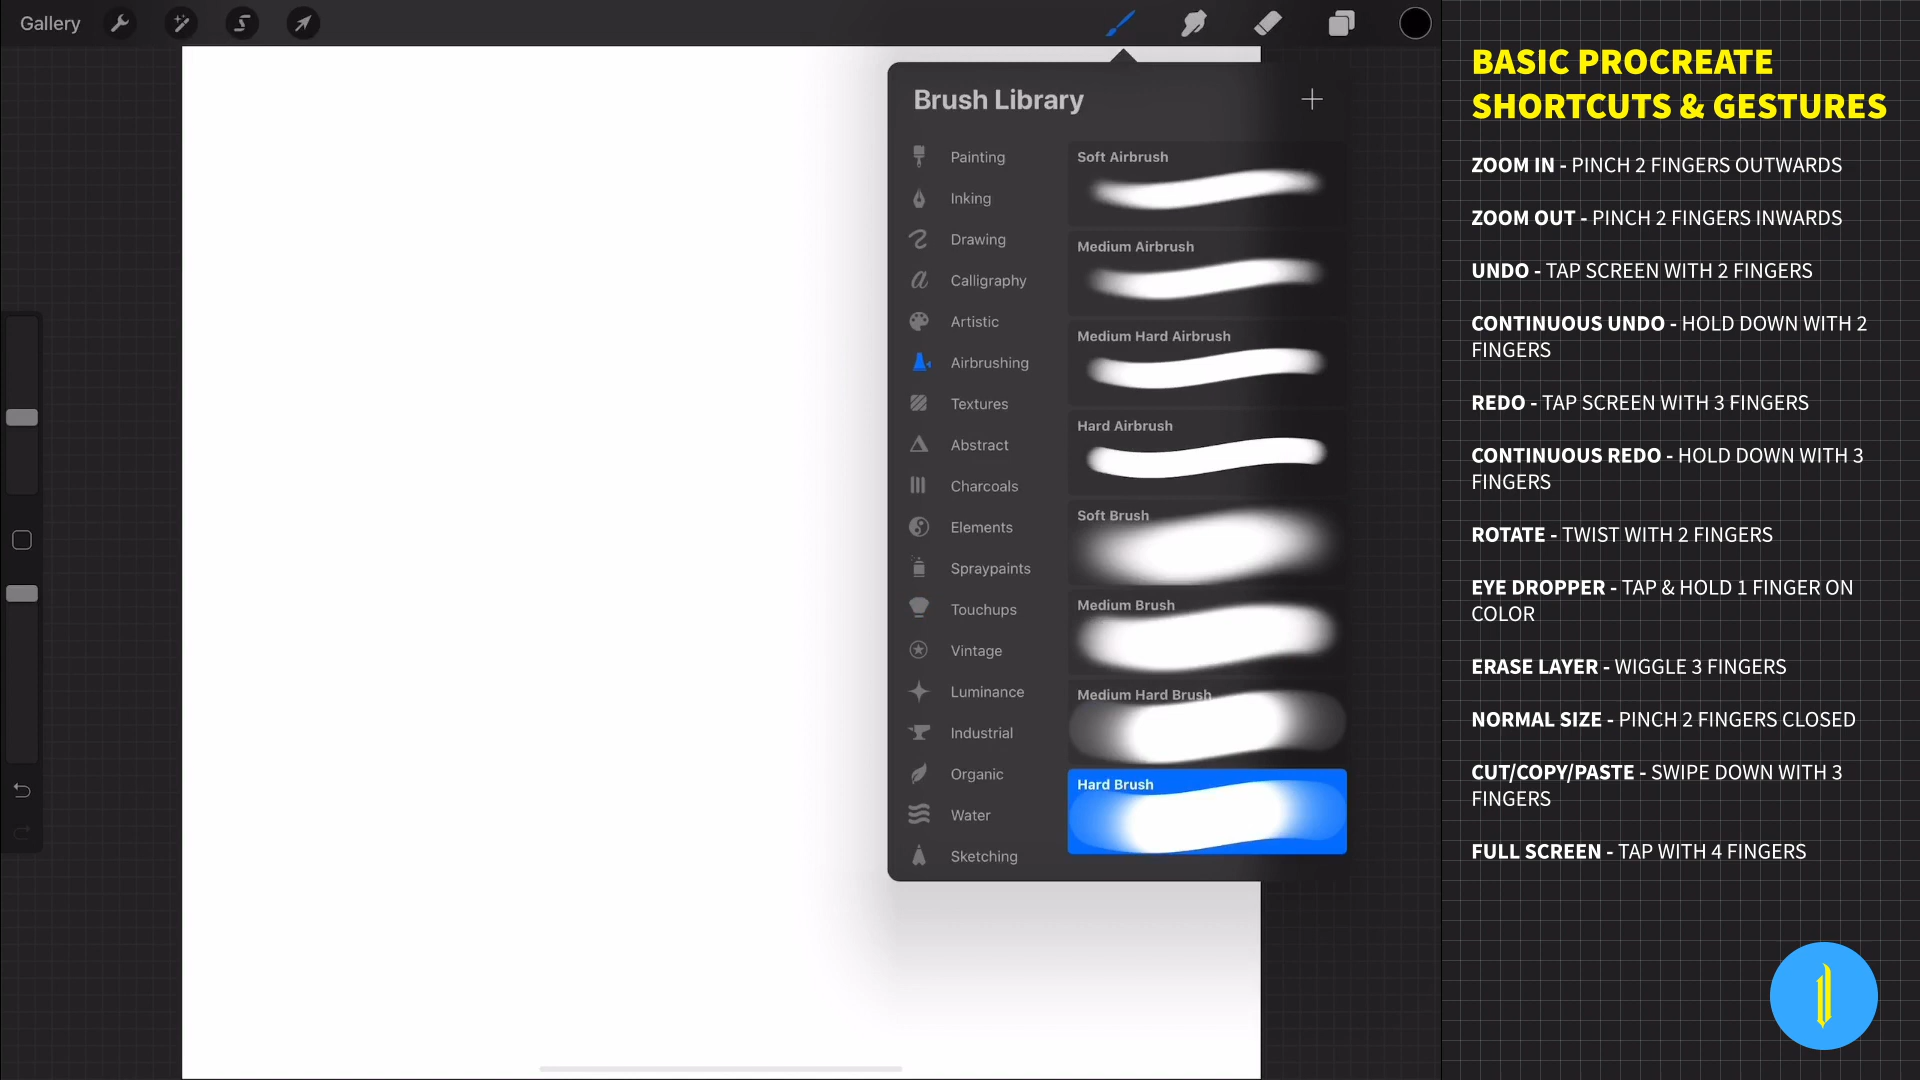 Gallery
Brush Library
Painting
Inking
Drawing
Calligraphy
Artistic
Airbrushing
Textures
Abstract
Charcoals
Elements
Spraypaints
Touchups
Vintage
Luminance
Industrial
Organic
Water
Sketching
Soft Airbrush
Medium Airbrush
Medium Hard Airbrush
Hard Airbrush
Soft Brush
Medium Brush
Medium Hard Brush
Hard Brush
BASIC PROCREATE
SHORTCUTS & GESTURES
ZOOM IN - PINCH 2 FINGERS OUTWARDS
ZOOM OUT - PINCH 2 FINGERS INWARDS
UNDO - TAP SCREEN WITH 2 FINGERS
CONTINUOUS UNDO - HOLD DOWN WITH 2
FINGERS
REDO - TAP SCREEN WITH 3 FINGERS
CONTINUOUS REDO - HOLD DOWN WITH 3
FINGERS
ROTATE - TWIST WITH 2 FINGERS
EYE DROPPER - TAP & HOLD 1 FINGER ON
COLOR
ERASE LAYER - WIGGLE 3 FINGERS
NORMAL SIZE - PINCH 2 FINGERS CLOSED
CUT/COPY/PASTE - SWIPE DOWN WITH 3
FINGERS
FULL SCREEN - TAP WITH 4 FINGERS